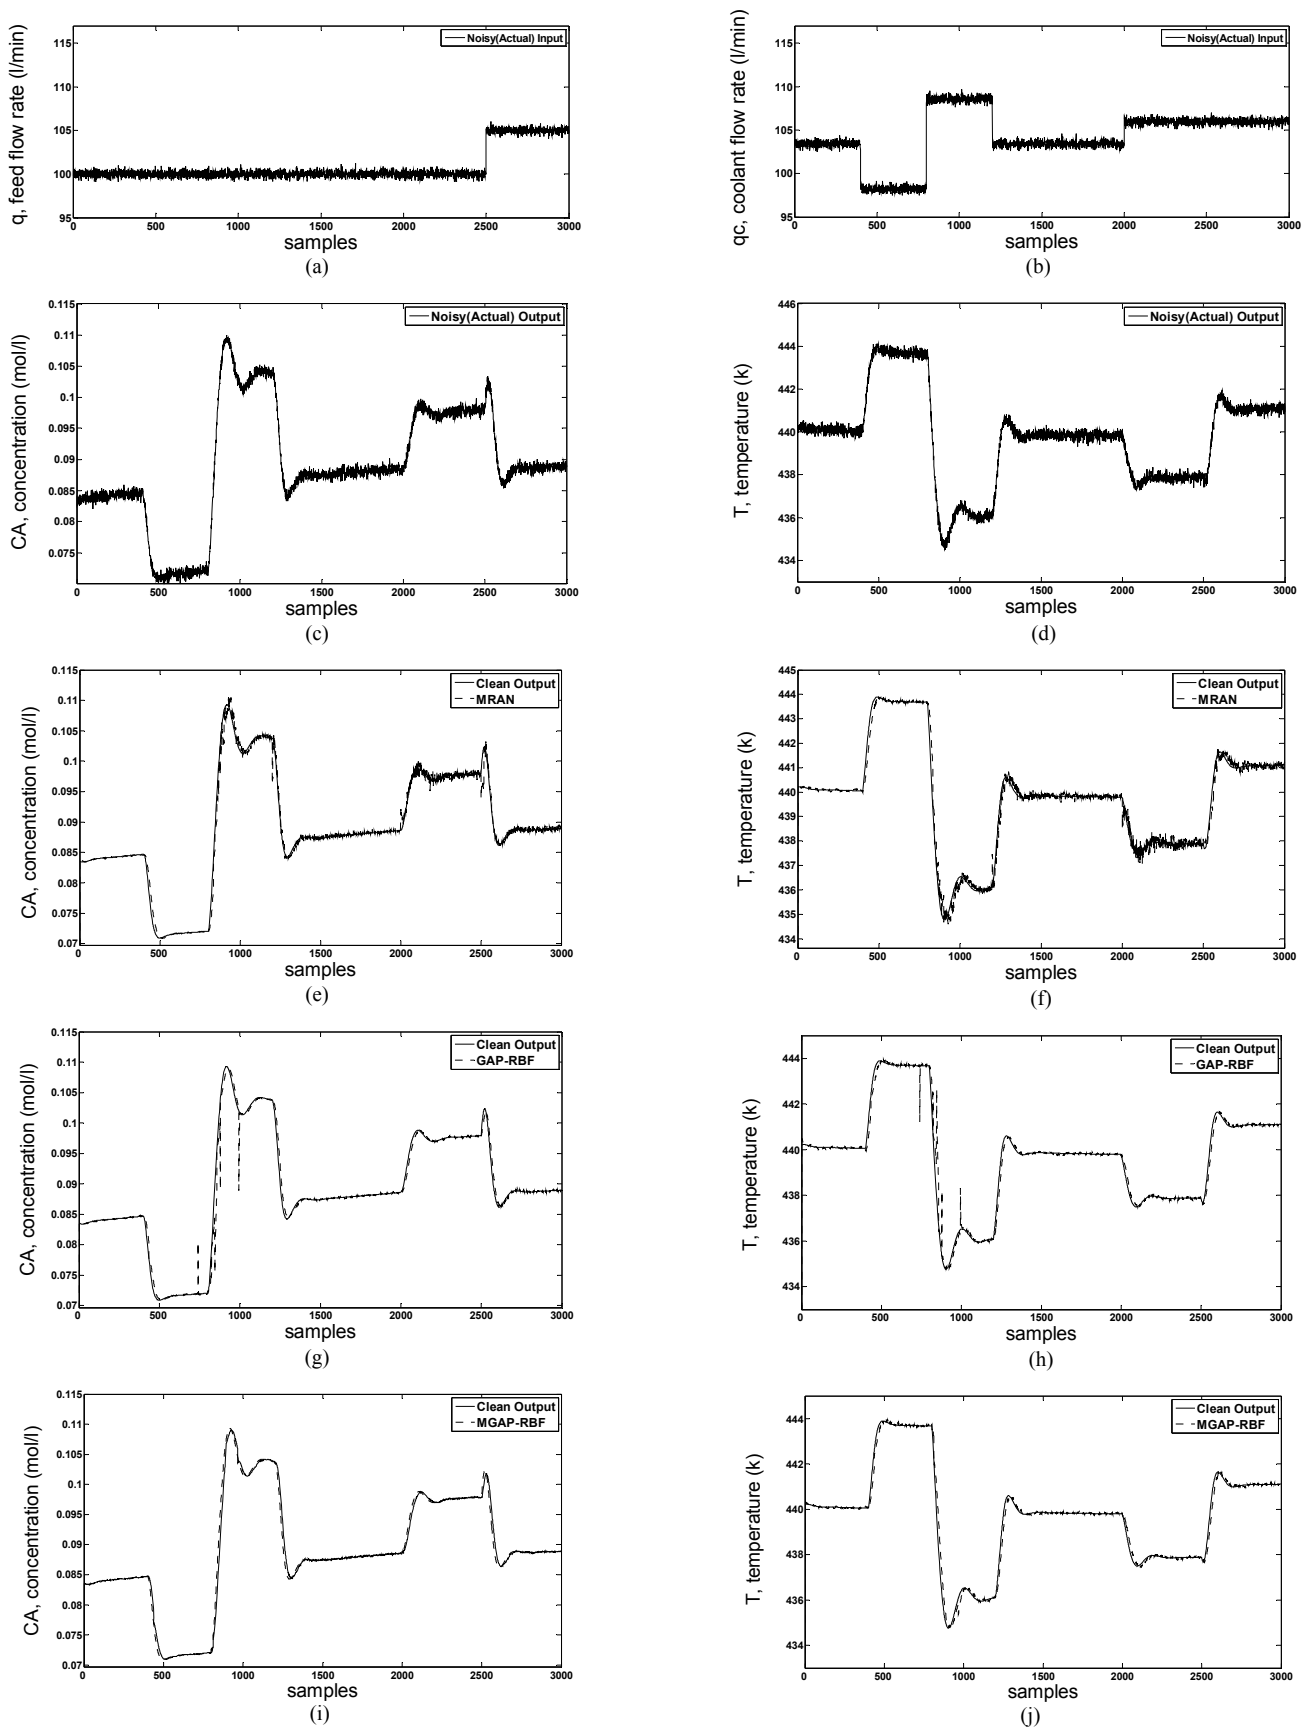 q, feed flow rate (l/min)
115
110
105
100
95
Noisy(Actual) Input
0 500 1000 1500 2000 2500 3000
samples
(a)
qc, coolant flow rate (l/min)
115
110
105
100
95
Noisy(Actual) Input
0 500 1000 1500 2000 2500 3000
samples
(b)
CA, concentration (mol/l)
0.115
0.11
0.105
0.1
0.095
0.09
0.085
0.08
0.075
Noisy(Actual) Output
0 500 1000 1500 2000 2500 3000
samples
(c)
T, temperature (k)
446
444
442
440
438
436
434
Noisy(Actual) Output
0 500 1000 1500 2000 2500 3000
samples
(d)
CA, concentration (mol/l)
0.115
0.11
0.105
0.1
0.095
0.09
0.085
0.08
0.075
0.07
Clean Output
MRAN
0 500 1000 1500 2000 2500 3000
samples
(e)
T, temperature (k)
445
444
443
442
441
440
439
438
437
436
435
434
Clean Output
MRAN
0 500 1000 1500 2000 2500 3000
samples
(f)
CA, concentration (mol/l)
0.115
0.11
0.105
0.1
0.095
0.09
0.085
0.08
0.075
0.07
Clean Output
GAP-RBF
0 500 1000 1500 2000 2500 3000
samples
(g)
T, temperature (k)
444
442
440
438
436
434
Clean Output
GAP-RBF
0 500 1000 1500 2000 2500 3000
samples
(h)
CA, concentration (mol/l)
0.115
0.11
0.105
0.1
0.095
0.09
0.085
0.08
0.075
0.07
Clean Output
MGAP-RBF
0 500 1000 1500 2000 2500 3000
samples
(i)
T, temperature (k)
444
442
440
438
436
434
Clean Output
MGAP-RBF
0 500 1000 1500 2000 2500 3000
samples
(j)